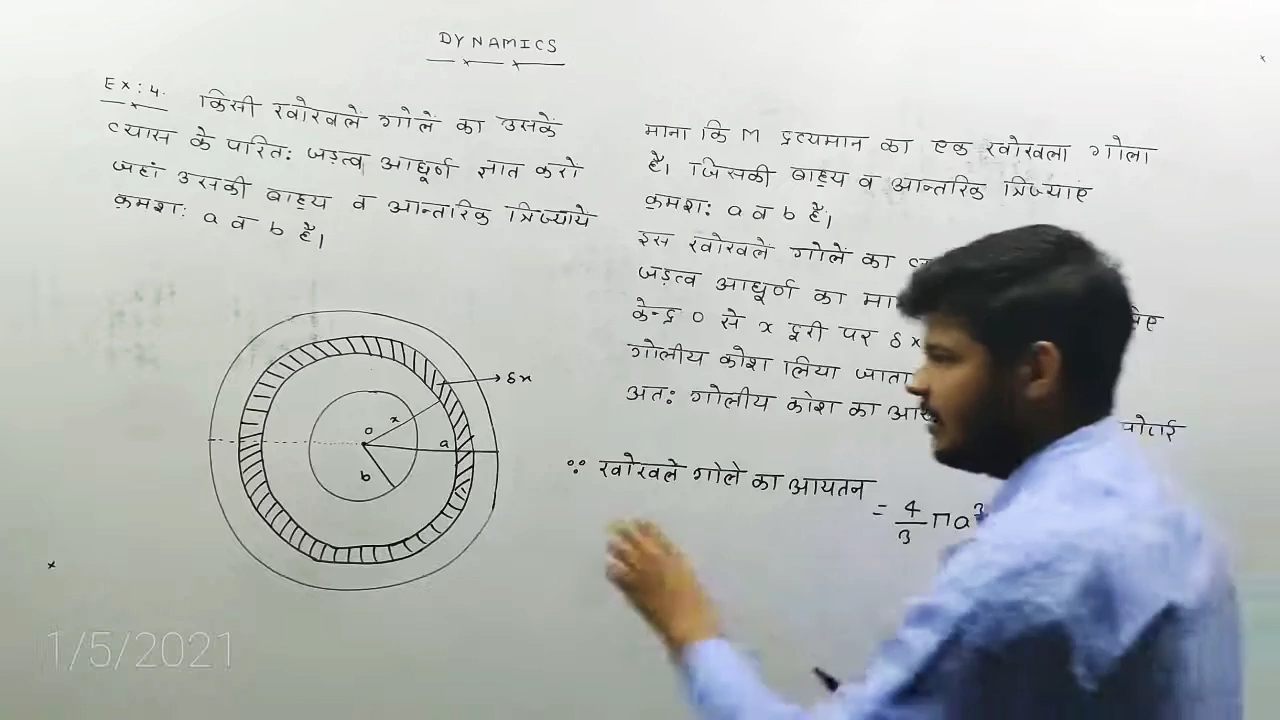 DYNAMICS
Ex:4. किसी खोखलें गोलें का उसकें
व्यास के परित: जड़त्व आघूर्ण ज्ञात करो
जहां उसकी बाह्य व आन्तरिक त्रिज्याये
क्रमश: a व b है।
माना कि M द्रव्यमान का एक खोखला गोला
है। जिसकी बाह्य व आन्तरिक त्रिज्याएं
क्रमश: a व b है।
इस खोखलें गोलें का
जड़त्व आघूर्ण का
केन्द्र O से x दूरी पर δx
गोलीय कोश लिया जाता
अत: गोलीय कोश का
∵ खोखले गोले का आयतन
= 4/3 πa³
δx
x
o
a
b
1/5/2021